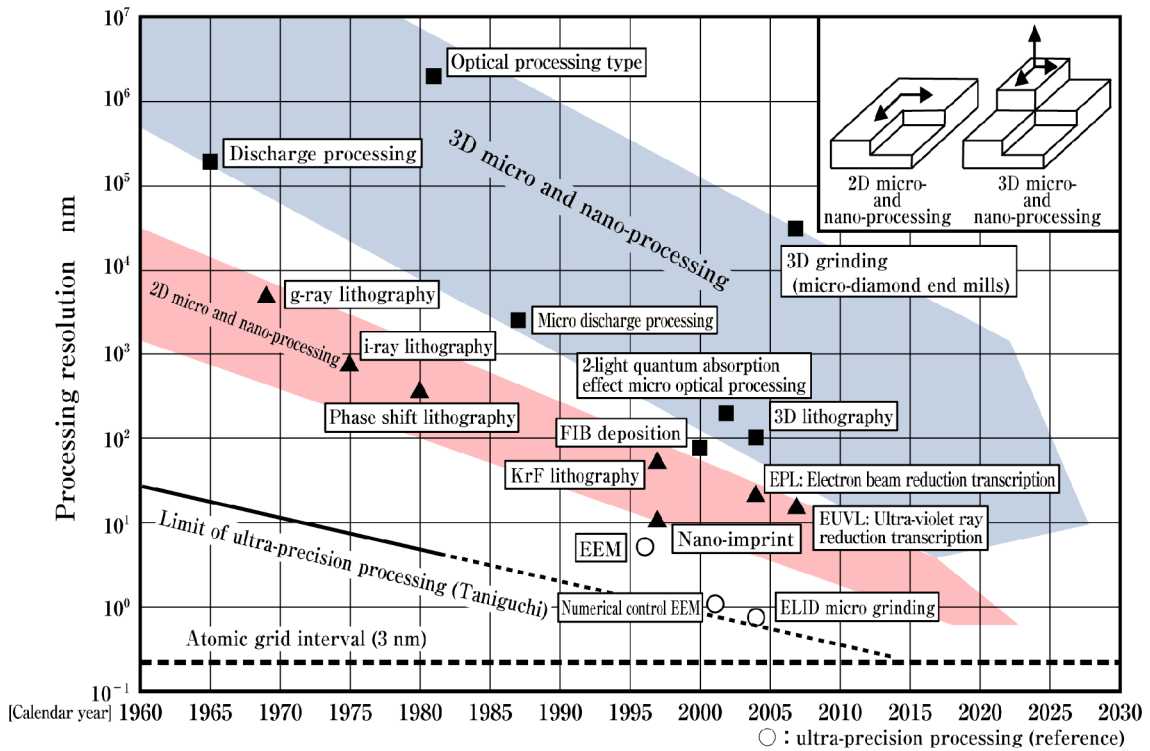 Processing resolution nm
10^7
10^6
10^5
10^4
10^3
10^2
10^1
10^0
10^-1
Optical processing type
Discharge processing
3D micro and nano-processing
2D micro-
and
nano-processing
3D micro-
and
nano-processing
3D grinding
(micro-diamond end mills)
g-ray lithography
2D micro and nano-processing
i-ray lithography
Micro discharge processing
2-light quantum absorption
effect micro optical processing
Phase shift lithography
3D lithography
FIB deposition
KrF lithography
EPL: Electron beam reduction transcription
EUVL: Ultra-violet ray
reduction transcription
Nano-imprint
EEM
Limit of ultra-precision processing (Taniguchi)
Numerical control EEM
ELID micro grinding
Atomic grid interval (3 nm)
[Calendar year] 1960 1965 1970 1975 1980 1985 1990 1995 2000 2005 2010 2015 2020 2025 2030
○ : ultra-precision processing (reference)